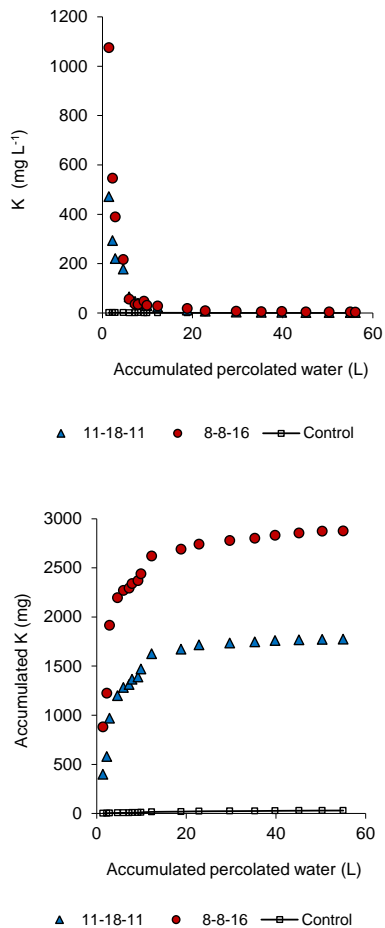 1200
1000
800
600
400
200
0
K (mg L-1)
0 20 40 60
Accumulated percolated water (L)
11-18-11 8-8-16 Control
3000
2500
2000
1500
1000
500
0
Accumulated K (mg)
0 20 40 60
Accumulated percolated water (L)
11-18-11 8-8-16 Control